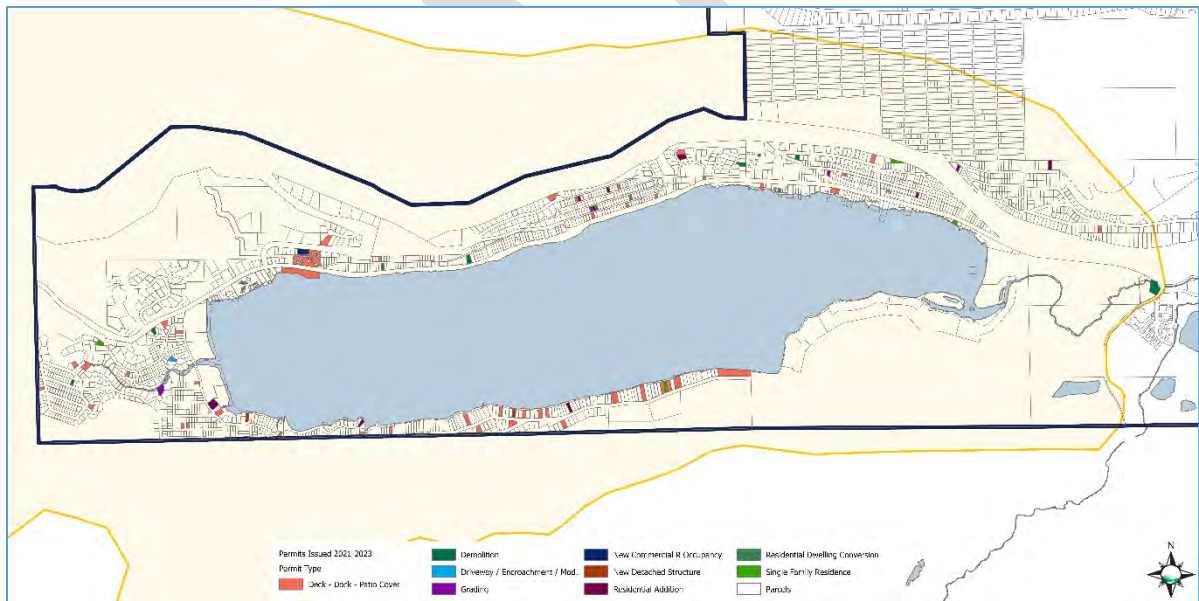 Permits Issued 2021-2023
Permit Type
Deck - Dock - Patio Cover
Demolition
Driveway / Encroachment / Mod.
Grading
New Commercial R Occupancy
New Detached Structure
Residential Addition
Residential Dwelling Conversion
Single Family Residence
Parcels
N